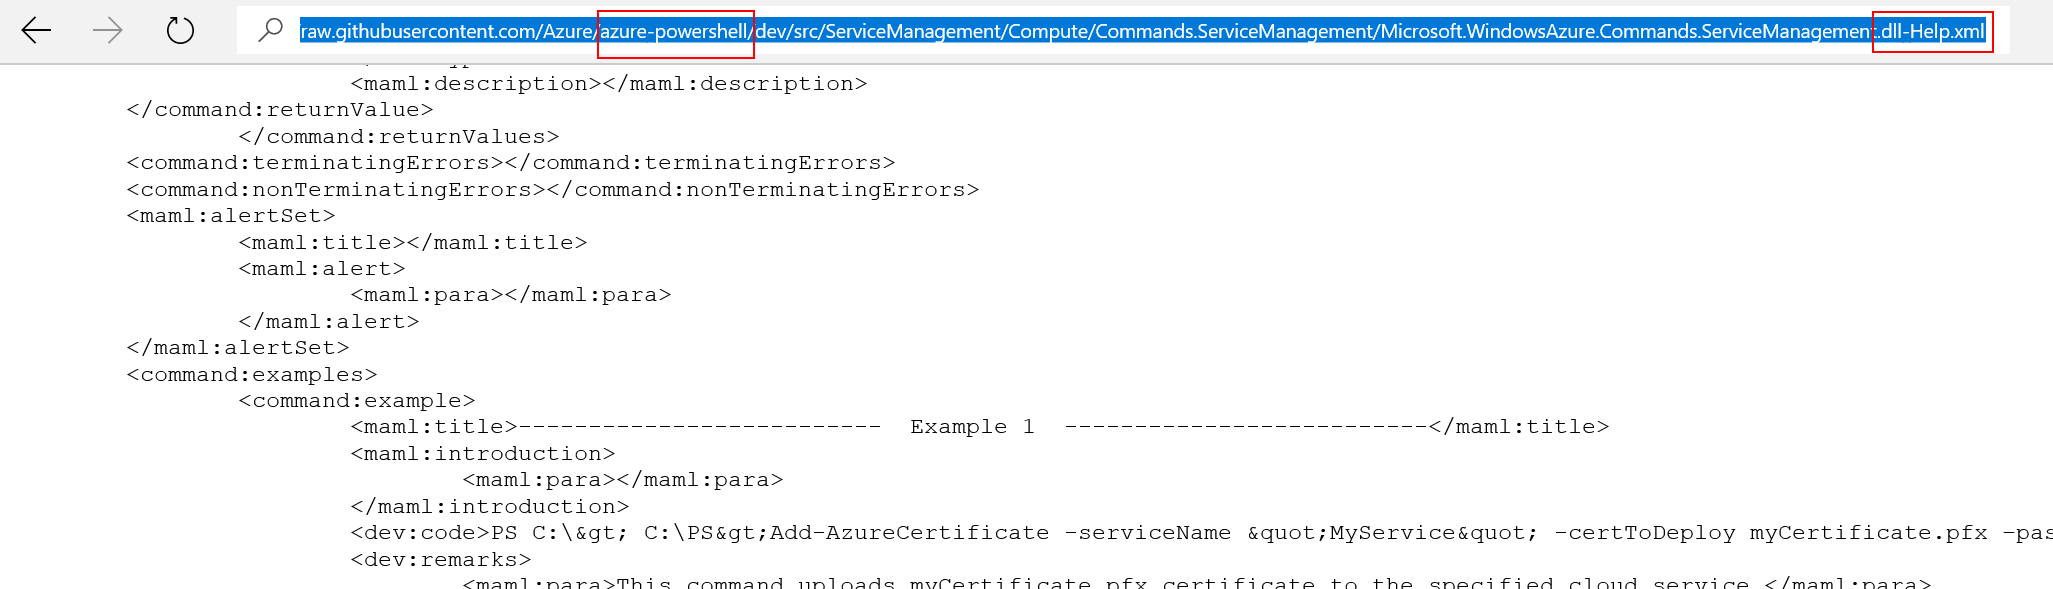 raw.githubusercontent.com/Azure/azure-powershell/dev/src/ServiceManagement/Compute/Commands.ServiceManagement/Microsoft.WindowsAzure.Commands.ServiceManagement.dll-Help.xml
<maml:description></maml:description>
</command:returnValue>
</command:returnValues>
<command:terminatingErrors></command:terminatingErrors>
<command:nonTerminatingErrors></command:nonTerminatingErrors>
<maml:alertSet>
<maml:title></maml:title>
<maml:alert>
<maml:para></maml:para>
</maml:alert>
</maml:alertSet>
<command:examples>
<command:example>
<maml:title>-------------------------- Example 1 --------------------------</maml:title>
<maml:introduction>
<maml:para></maml:para>
</maml:introduction>
<dev:code>PS C:\&gt; C:\PS&gt;Add-AzureCertificate -serviceName &quot;MyService&quot; -certToDeploy myCertificate.pfx -pas
<dev:remarks>
<maml:para>This command uploads myCertificate.pfx certificate to the specified cloud service.</maml:para>